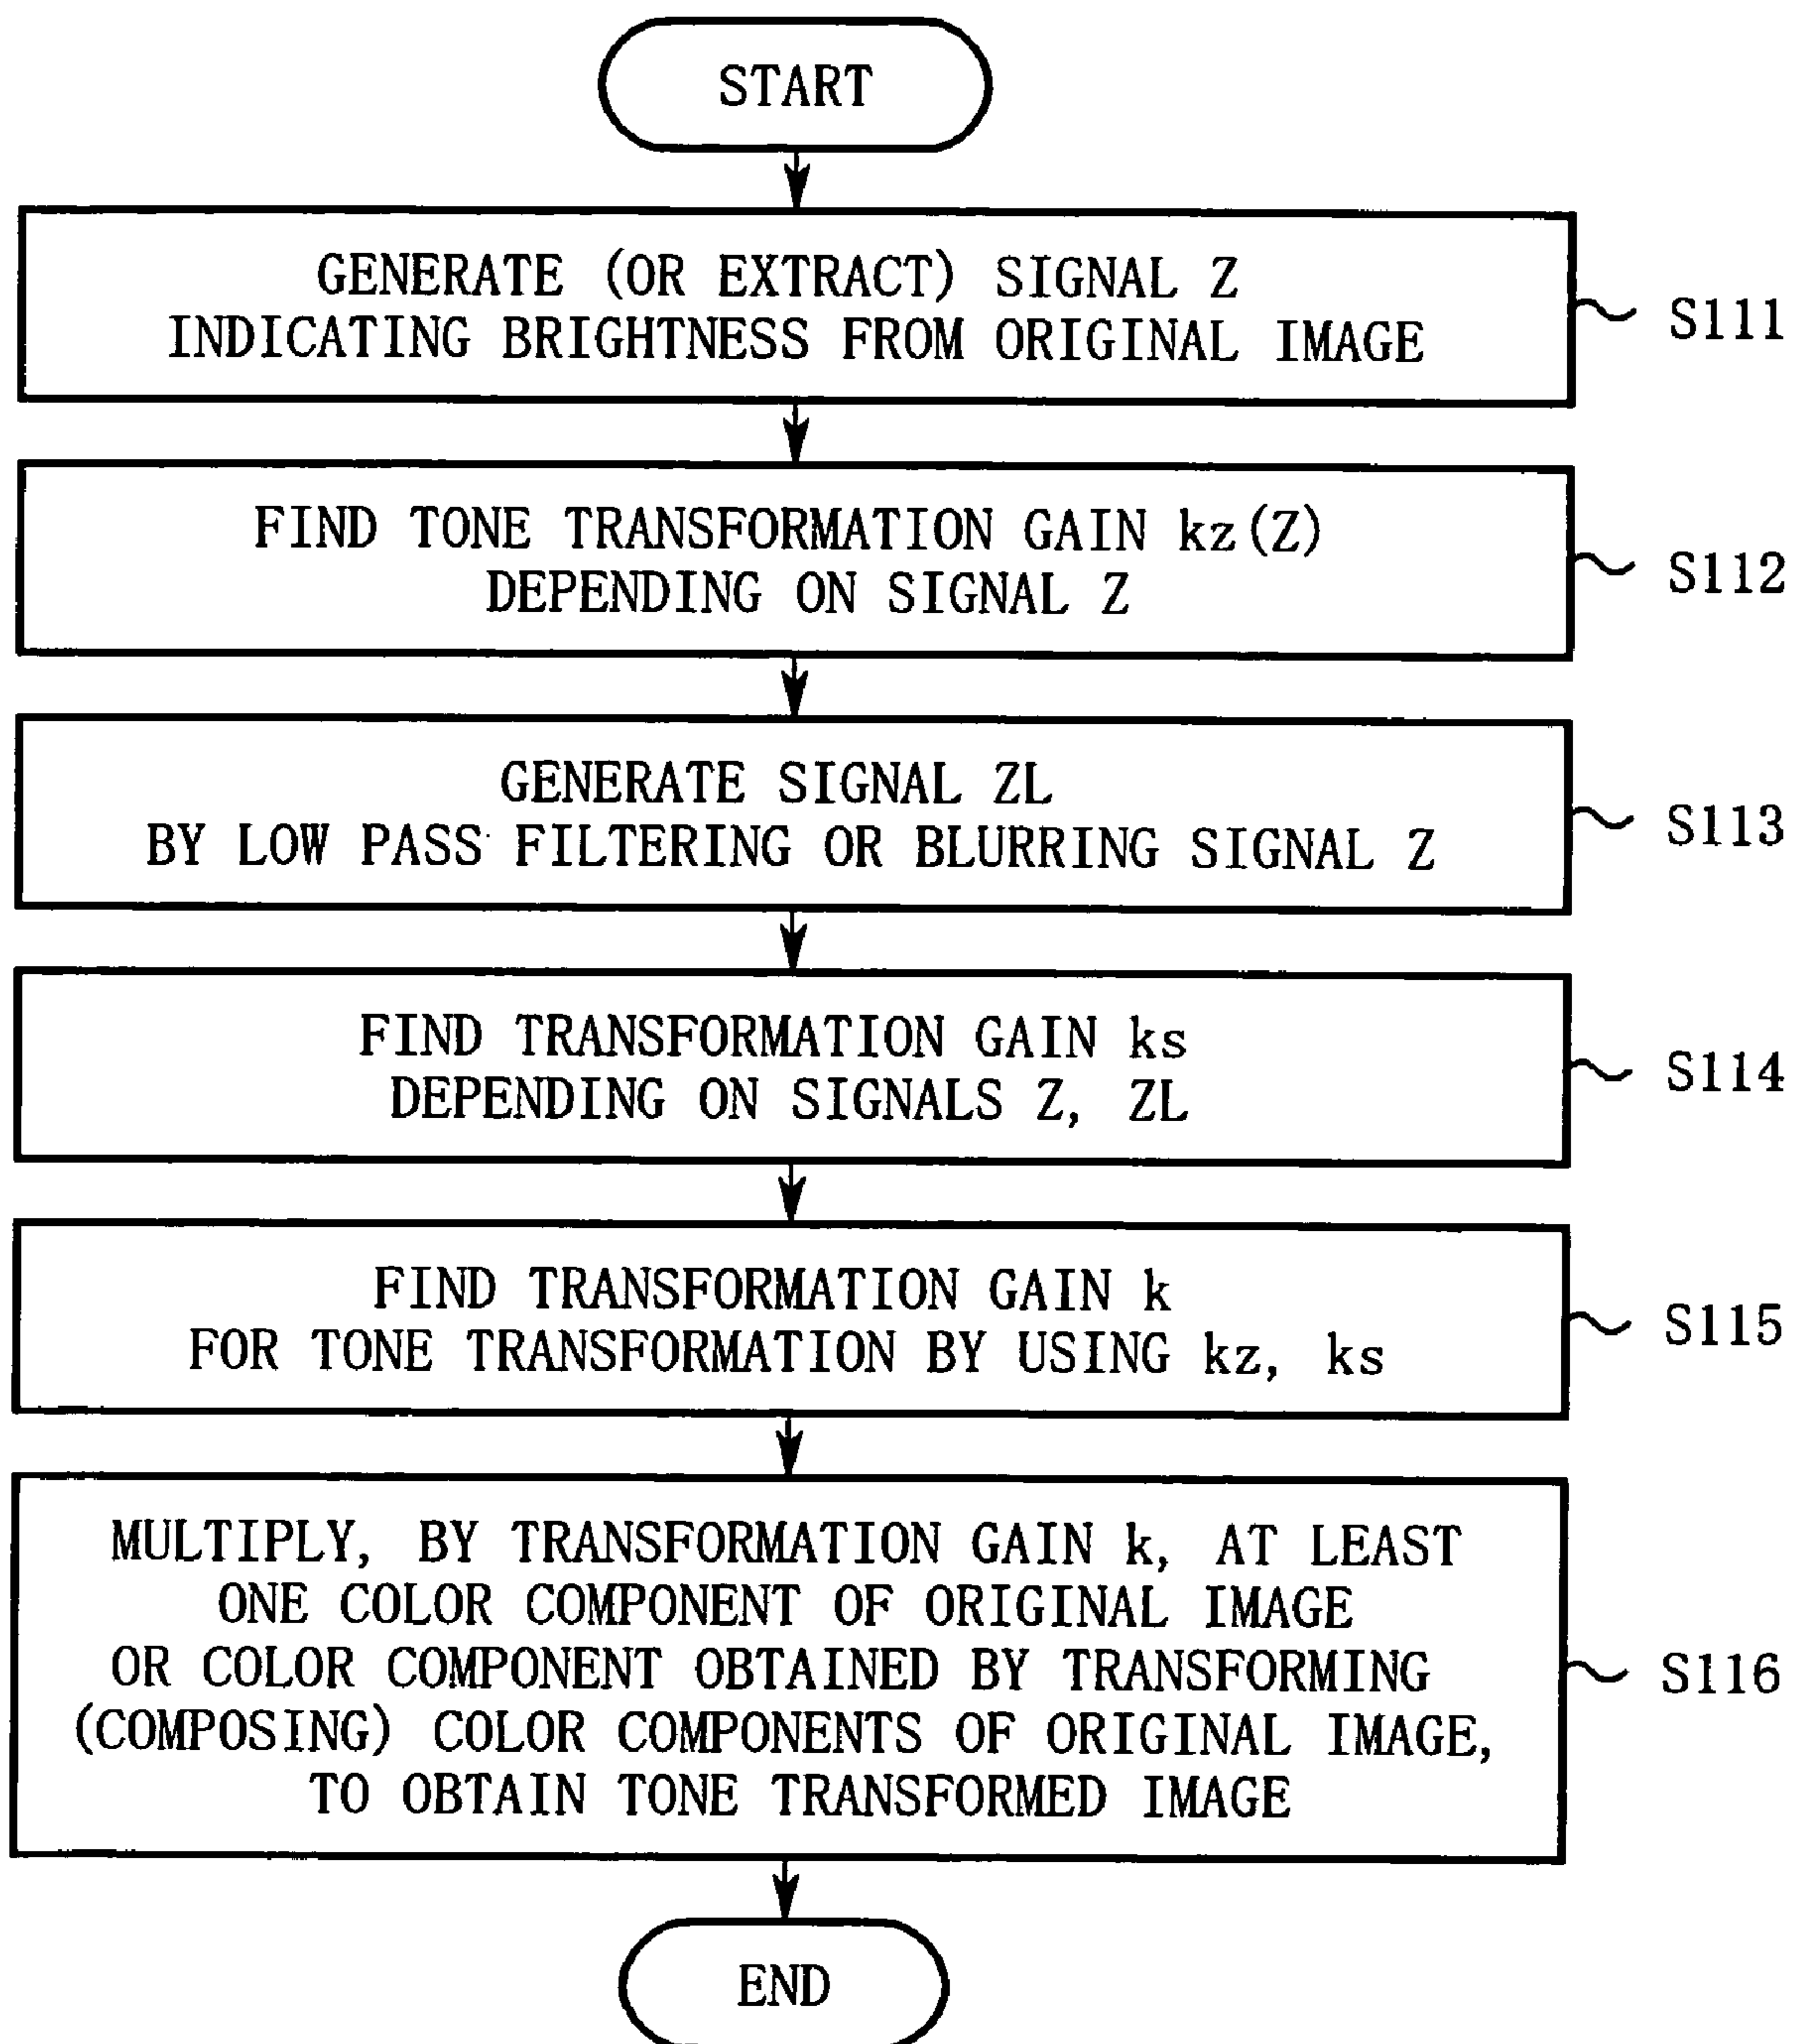 START
GENERATE (OR EXTRACT) SIGNAL Z
INDICATING BRIGHTNESS FROM ORIGINAL IMAGE
S111
FIND TONE TRANSFORMATION GAIN kz(Z)
DEPENDING ON SIGNAL Z
S112
GENERATE SIGNAL ZL
BY LOW PASS FILTERING OR BLURRING SIGNAL Z
S113
FIND TRANSFORMATION GAIN ks
DEPENDING ON SIGNALS Z, ZL
S114
FIND TRANSFORMATION GAIN k
FOR TONE TRANSFORMATION BY USING kz, ks
S115
MULTIPLY, BY TRANSFORMATION GAIN k, AT LEAST
ONE COLOR COMPONENT OF ORIGINAL IMAGE
OR COLOR COMPONENT OBTAINED BY TRANSFORMING
(COMPOSING) COLOR COMPONENTS OF ORIGINAL IMAGE,
TO OBTAIN TONE TRANSFORMED IMAGE
S116
END